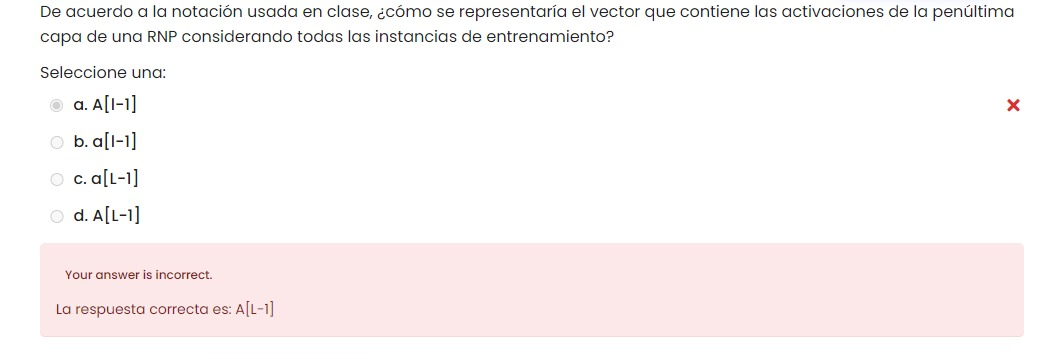 De acuerdo a la notación usada en clase, ¿cómo se representaría el vector que contiene las activaciones de la penúltima
capa de una RNP considerando todas las instancias de entrenamiento?
Seleccione una:
a. A[l-1]
b. a[l-1]
c. a[L-1]
d. A[L-1]
Your answer is incorrect.
La respuesta correcta es: A[L-1]